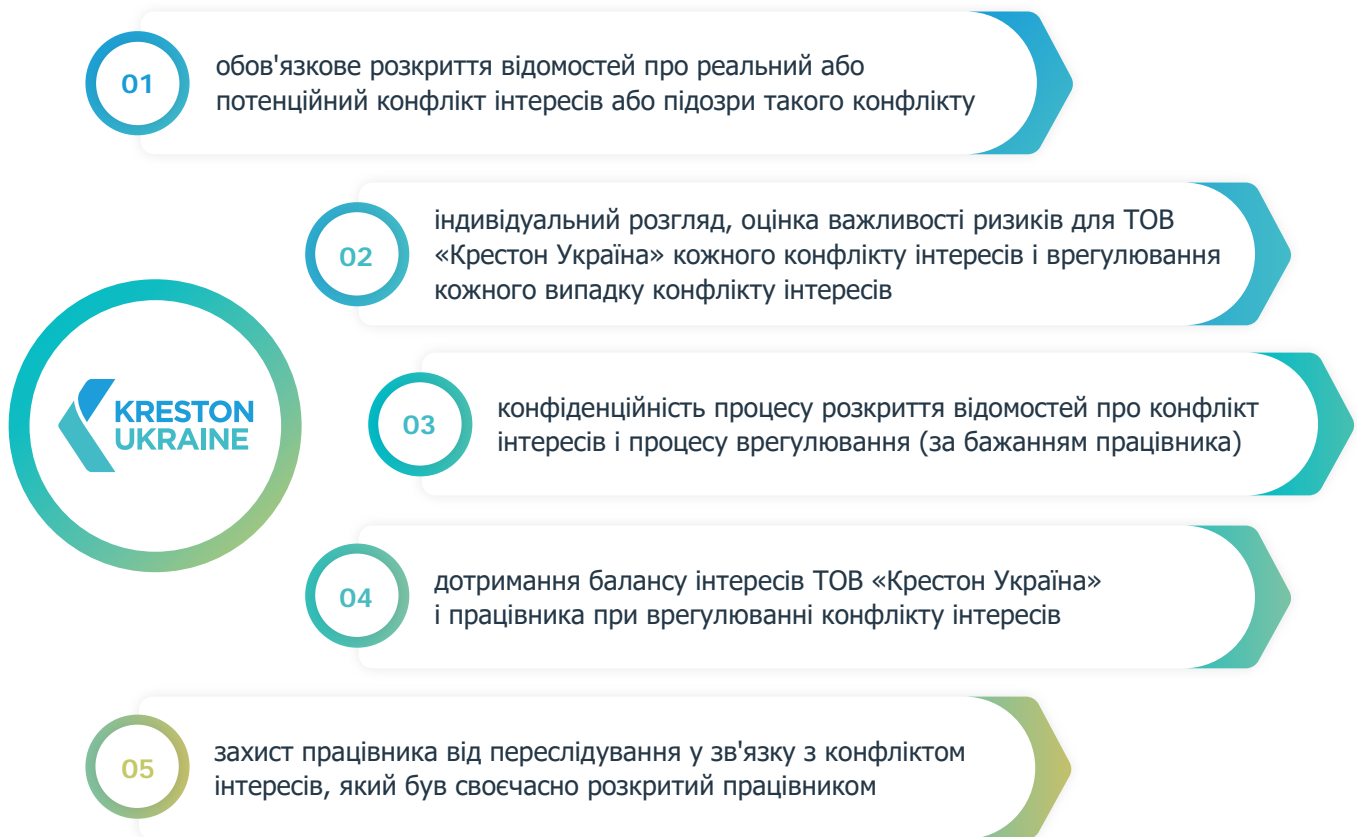 01
обов'язкове розкриття відомостей про реальний або
потенційний конфлікт інтересів або підозри такого конфлікту
02
індивідуальний розгляд, оцінка важливості ризиків для ТОВ
«Крестон Україна» кожного конфлікту інтересів і врегулювання
кожного випадку конфлікту інтересів
KRESTON
UKRAINE
03
конфіденційність процесу розкриття відомостей про конфлікт
інтересів і процесу врегулювання (за бажанням працівника)
04
дотримання балансу інтересів ТОВ «Крестон Україна»
і працівника при врегулюванні конфлікту інтересів
05
захист працівника від переслідування у зв'язку з конфліктом
інтересів, який був своєчасно розкритий працівником